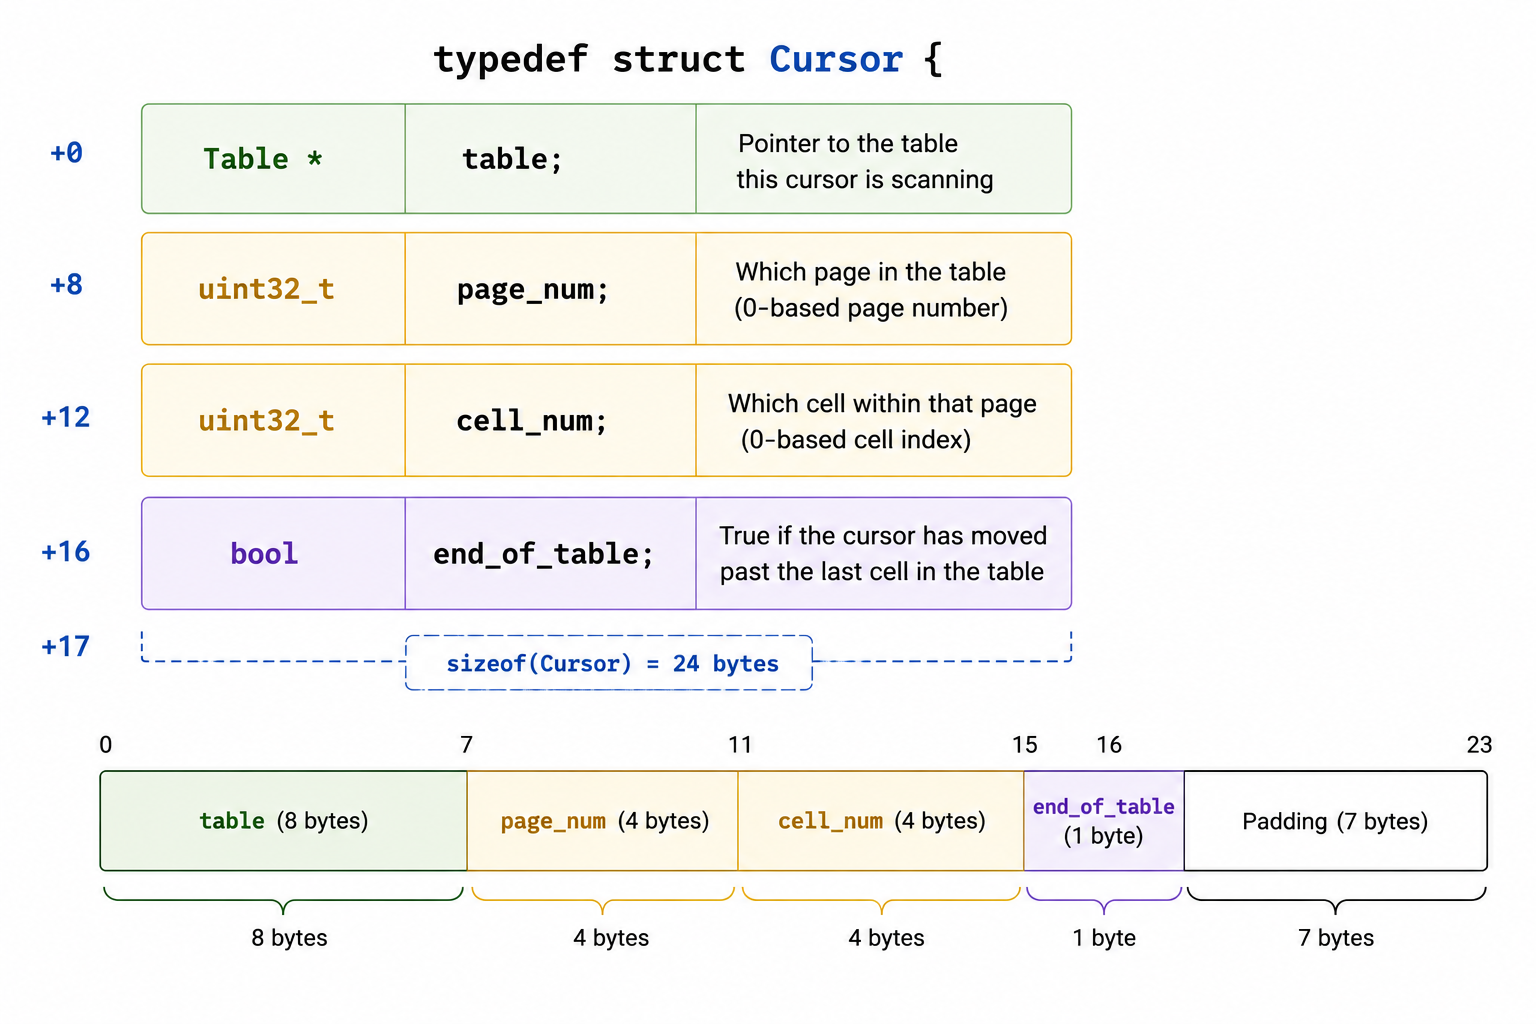 typedef struct Cursor {
+0
Table *
table;
Pointer to the table
this cursor is scanning
+8
uint32_t
page_num;
Which page in the table
(0-based page number)
+12
uint32_t
cell_num;
Which cell within that page
(0-based cell index)
+16
bool
end_of_table;
True if the cursor has moved
past the last cell in the table
+17
sizeof(Cursor) = 24 bytes
0 7 11 15 16 23
table (8 bytes)
page_num (4 bytes)
cell_num (4 bytes)
end_of_table
(1 byte)
Padding (7 bytes)
8 bytes
4 bytes
4 bytes
1 byte
7 bytes